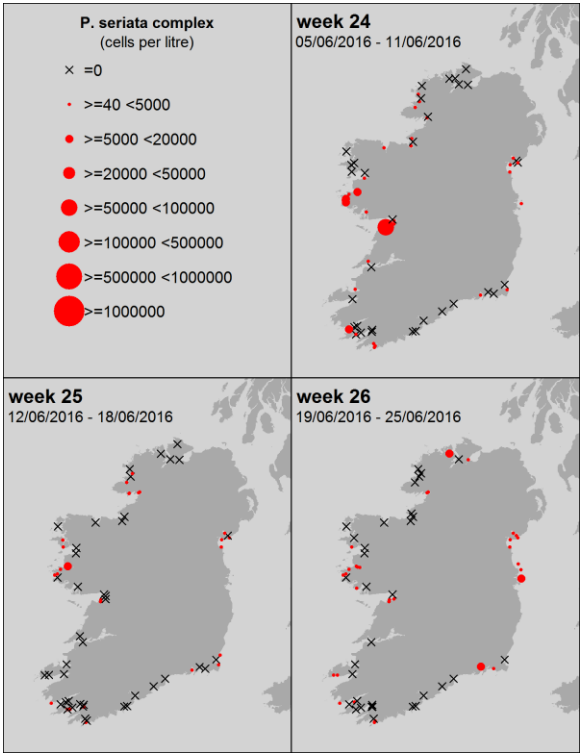 P. seriata complex
(cells per litre)
=0
>=40 <5000
>=5000 <20000
>=20000 <50000
>=50000 <100000
>=100000 <500000
>=500000 <1000000
>=1000000
week 24
05/06/2016 - 11/06/2016
week 25
12/06/2016 - 18/06/2016
week 26
19/06/2016 - 25/06/2016